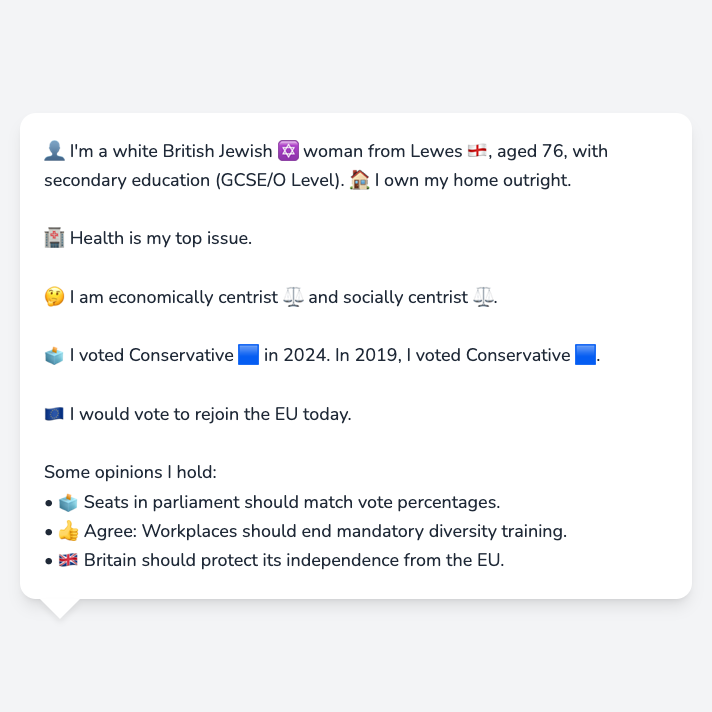 👤 I'm a white British Jewish ✡️ woman from Lewes 🏴󠁧󠁢󠁥󠁮󠁧󠁿, aged 76, with
secondary education (GCSE/O Level). 🏠 I own my home outright.
🏥 Health is my top issue.
🤔 I am economically centrist ⚖️ and socially centrist ⚖️.
🗳️ I voted Conservative 🟦 in 2024. In 2019, I voted Conservative 🟦.
🇪🇺 I would vote to rejoin the EU today.
Some opinions I hold:
• 🗳️ Seats in parliament should match vote percentages.
• 👍 Agree: Workplaces should end mandatory diversity training.
• 🇬🇧 Britain should protect its independence from the EU.